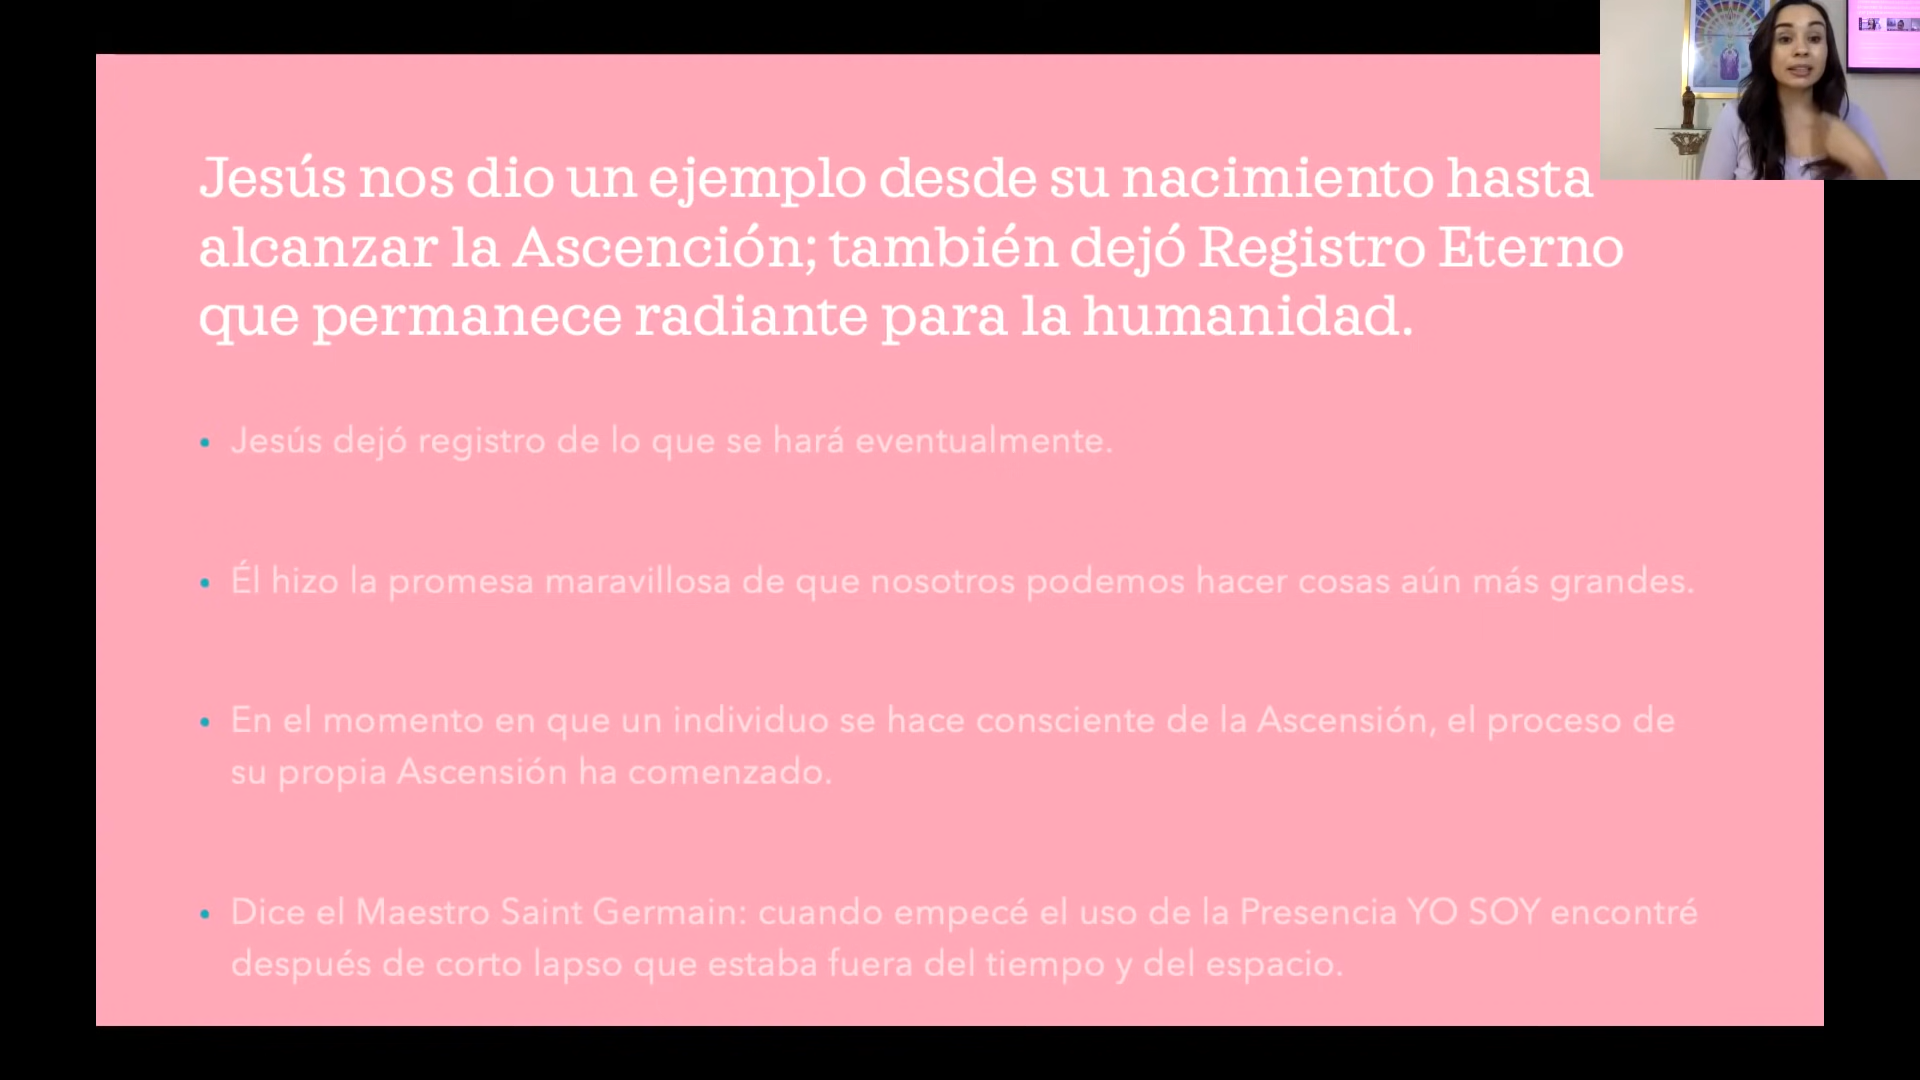 Jesús nos dio un ejemplo desde su nacimiento hasta
alcanzar la Ascención; también dejó Registro Eterno
que permanece radiante para la humanidad.
• Jesús dejó registro de lo que se hará eventualmente.
• Él hizo la promesa maravillosa de que nosotros podemos hacer cosas aún más grandes.
• En el momento en que un individuo se hace consciente de la Ascensión, el proceso de
su propia Ascensión ha comenzado.
• Dice el Maestro Saint Germain: cuando empecé el uso de la Presencia YO SOY encontré
después de corto lapso que estaba fuera del tiempo y del espacio.